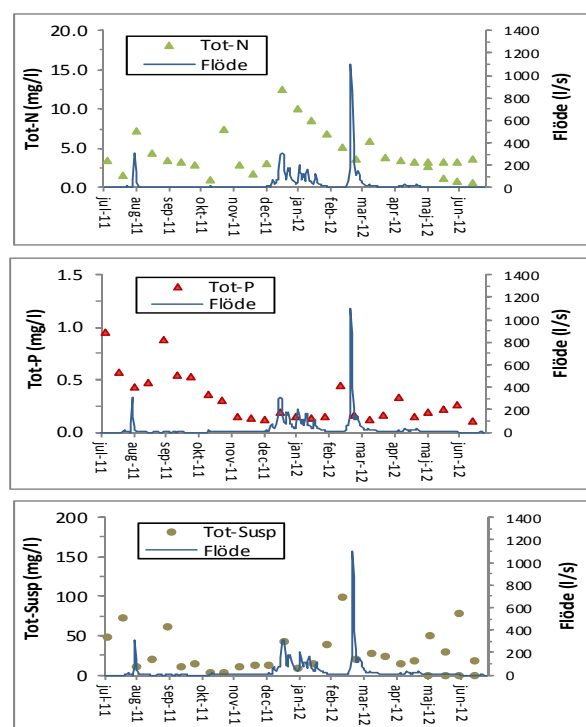 Tot-N (mg/l)
20.0
15.0
10.0
5.0
0.0
Tot-N
Flöde
1400
1200
1000
800
600
400
200
0
Flöde (l/s)
jul-11
aug-11
sep-11
okt-11
nov-11
dec-11
jan-12
feb-12
mar-12
apr-12
maj-12
jun-12
Tot-P (mg/l)
1.5
1.0
0.5
0.0
Tot-P
Flöde
1400
1200
1000
800
600
400
200
0
Flöde (l/s)
jul-11
aug-11
sep-11
okt-11
nov-11
dec-11
jan-12
feb-12
mar-12
apr-12
maj-12
jun-12
Tot-Susp (mg/l)
200
150
100
50
0
Tot-Susp
Flöde
1400
1200
1000
800
600
400
200
0
Flöde (l/s)
jul-11
aug-11
sep-11
okt-11
nov-11
dec-11
jan-12
feb-12
mar-12
apr-12
maj-12
jun-12